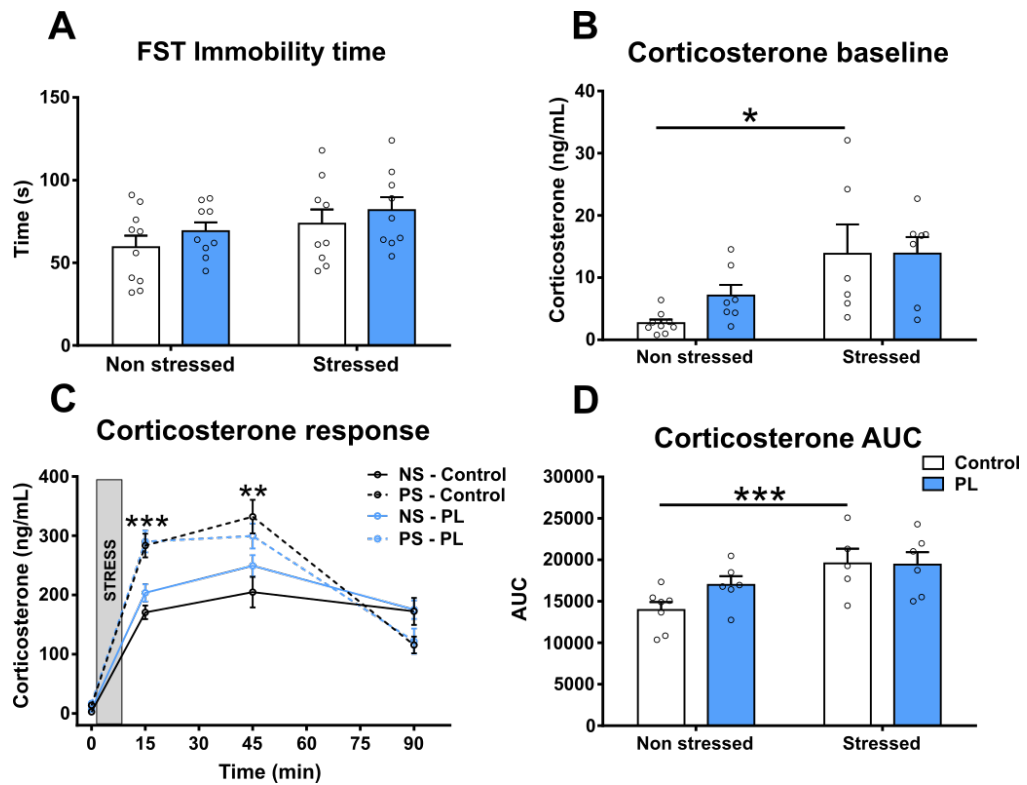 A
FST Immobility time
Time (s)
150
100
50
0
Non stressed
Stressed
B
Corticosterone baseline
Corticosterone (ng/mL)
40
30
20
10
0
*
Non stressed
Stressed
C
Corticosterone response
Corticosterone (ng/mL)
400
300
200
100
0
STRESS
***
**
NS - Control
PS - Control
NS - PL
PS - PL
0
15
30
45
60
75
90
Time (min)
D
Corticosterone AUC
Control
PL
AUC
30000
25000
20000
15000
10000
5000
0
***
Non stressed
Stressed